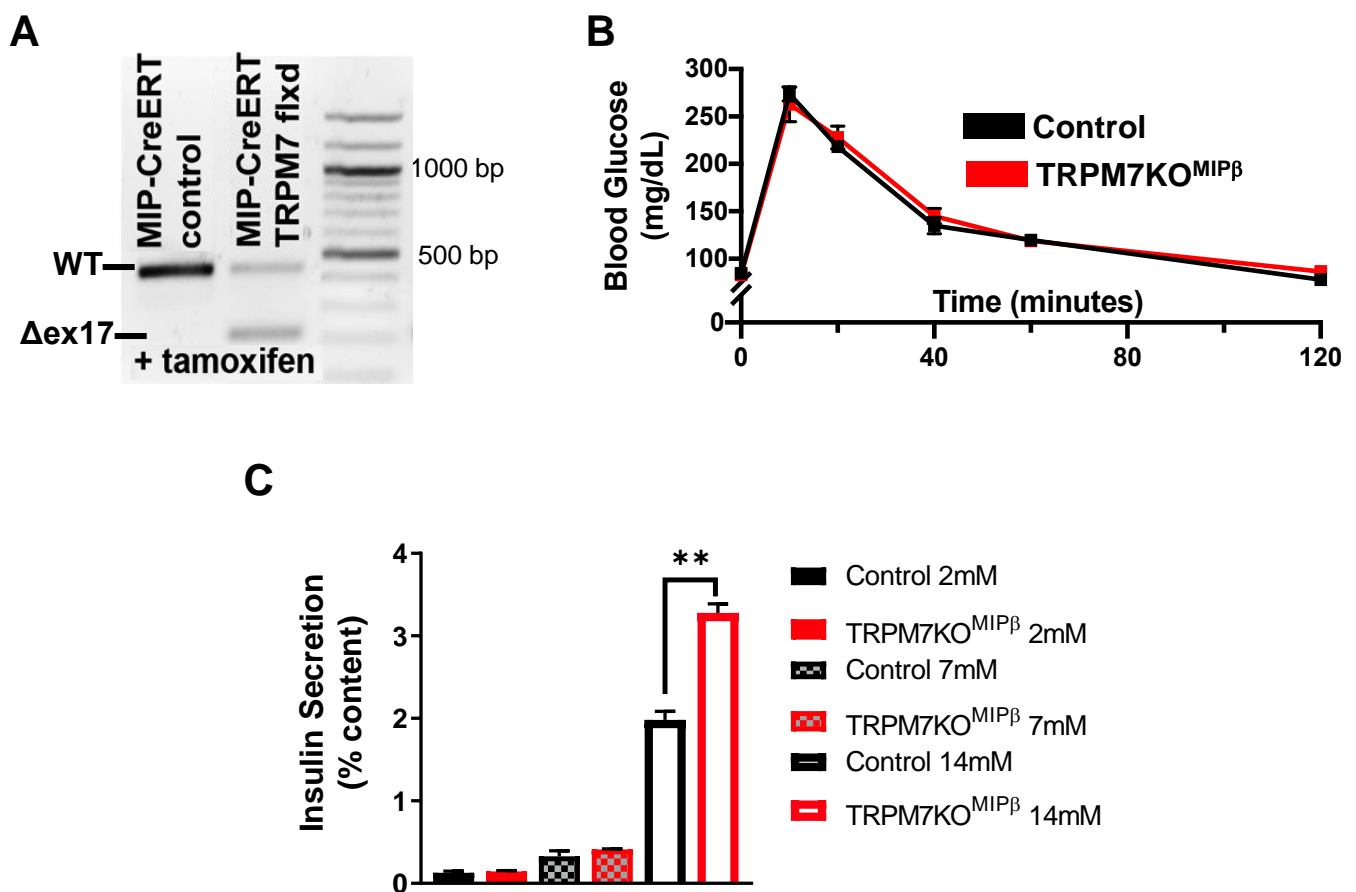 A
MIP-CreERT
control
MIP-CreERT
TRPM7 flxd
1000 bp
500 bp
WT
Δex17
+ tamoxifen
B
Blood Glucose
(mg/dL)
300
250
200
150
100
0
Control
TRPM7KO^MIPβ
Time (minutes)
0
40
80
120
C
Insulin Secretion
(% content)
4
3
2
1
0
**
Control 2mM
TRPM7KO^MIPβ 2mM
Control 7mM
TRPM7KO^MIPβ 7mM
Control 14mM
TRPM7KO^MIPβ 14mM